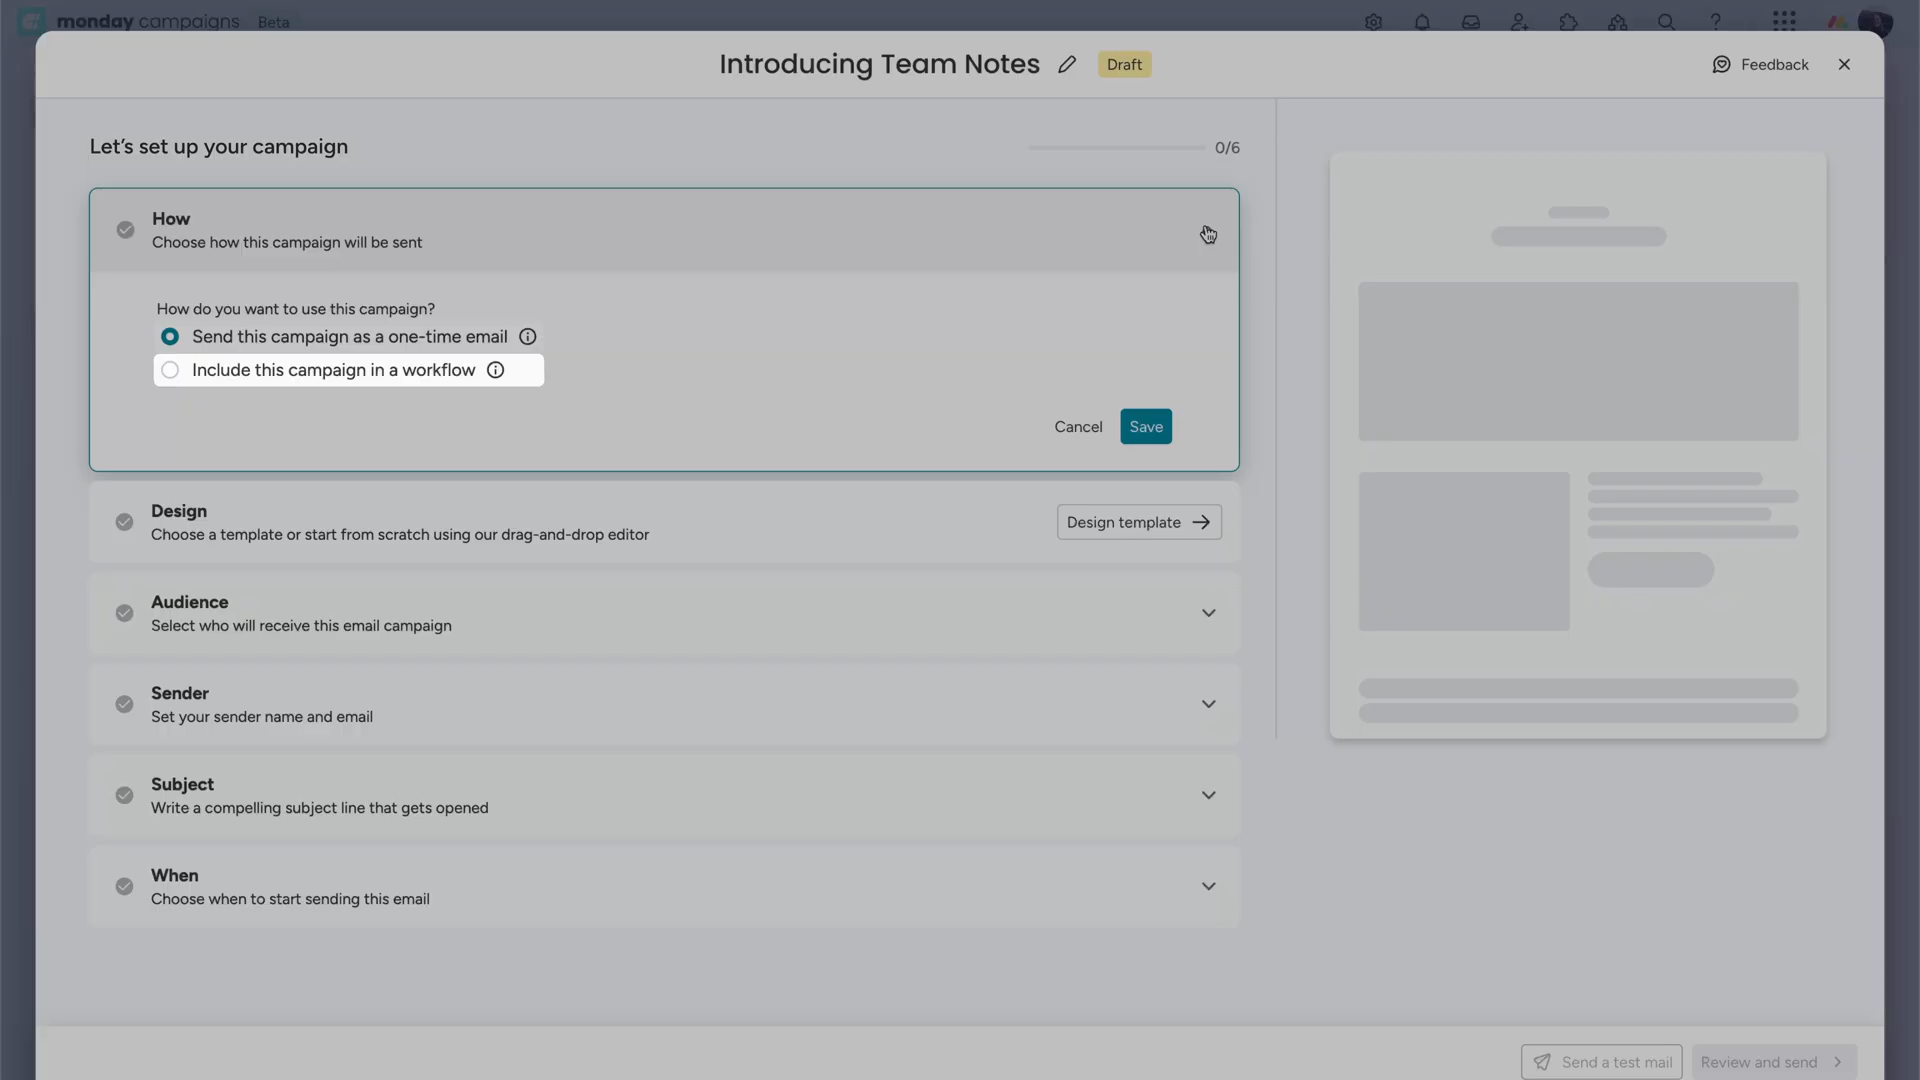 monday campaigns Beta
Introducing Team Notes
Draft
Feedback
Let's set up your campaign
0/6
How
Choose how this campaign will be sent
How do you want to use this campaign?
Send this campaign as a one-time email
Include this campaign in a workflow
Cancel
Save
Design
Choose a template or start from scratch using our drag-and-drop editor
Design template
Audience
Select who will receive this email campaign
Sender
Set your sender name and email
Subject
Write a compelling subject line that gets opened
When
Choose when to start sending this email
Send a test mail
Review and send